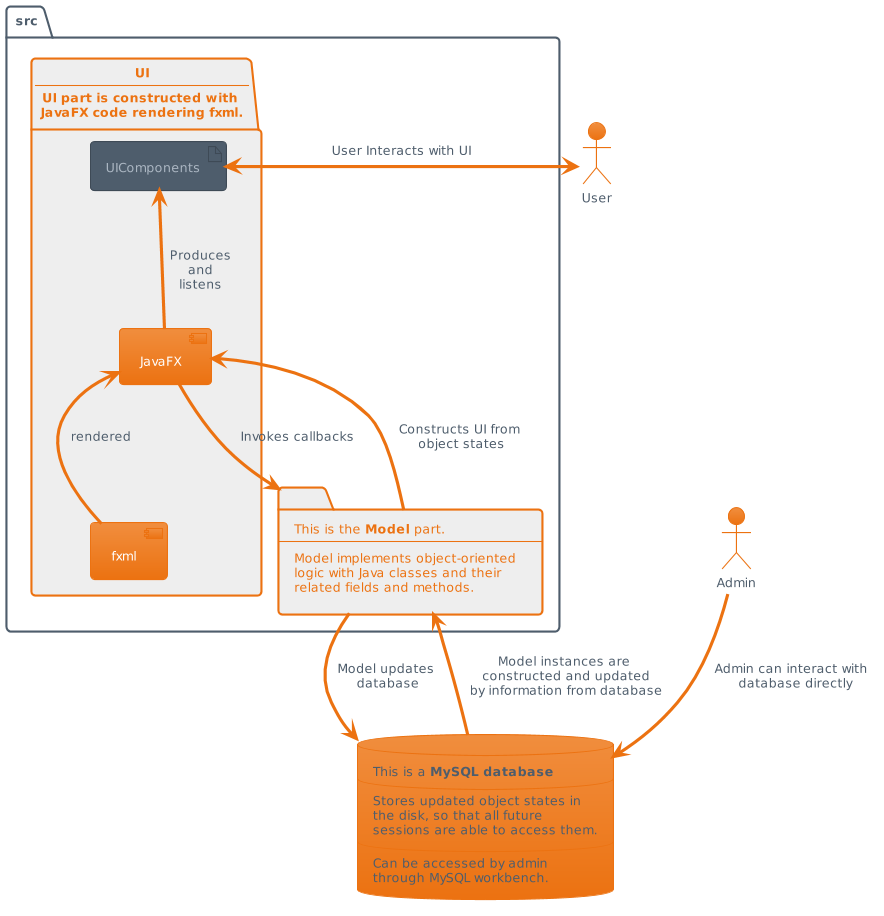 src
UI
UI part is constructed with
JavaFX code rendering fxml.
UIComponents
User Interacts with UI
User
Produces
and
listens
JavaFX
rendered
Invokes callbacks
Constructs UI from
object states
fxml
This is the Model part.
Model implements object-oriented
logic with Java classes and their
related fields and methods.
Admin
Model updates
database
Model instances are
constructed and updated
by information from database
Admin can interact with
database directly
This is a MySQL database
Stores updated object states in
the disk, so that all future
sessions are able to access them.
Can be accessed by admin
through MySQL workbench.